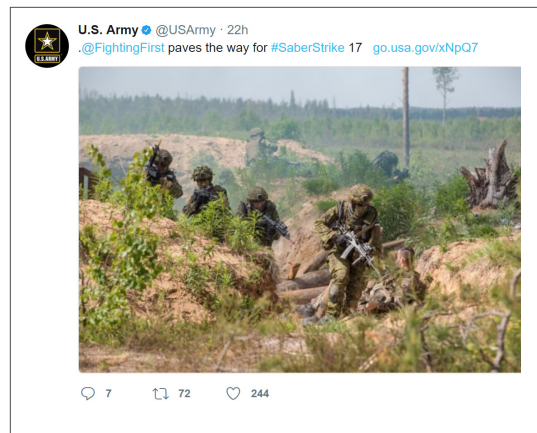 U.S. Army @USArmy · 22h
.@FightingFirst paves the way for #SaberStrike 17 go.usa.gov/xNpQ7
U.S.ARMY
7 72 244